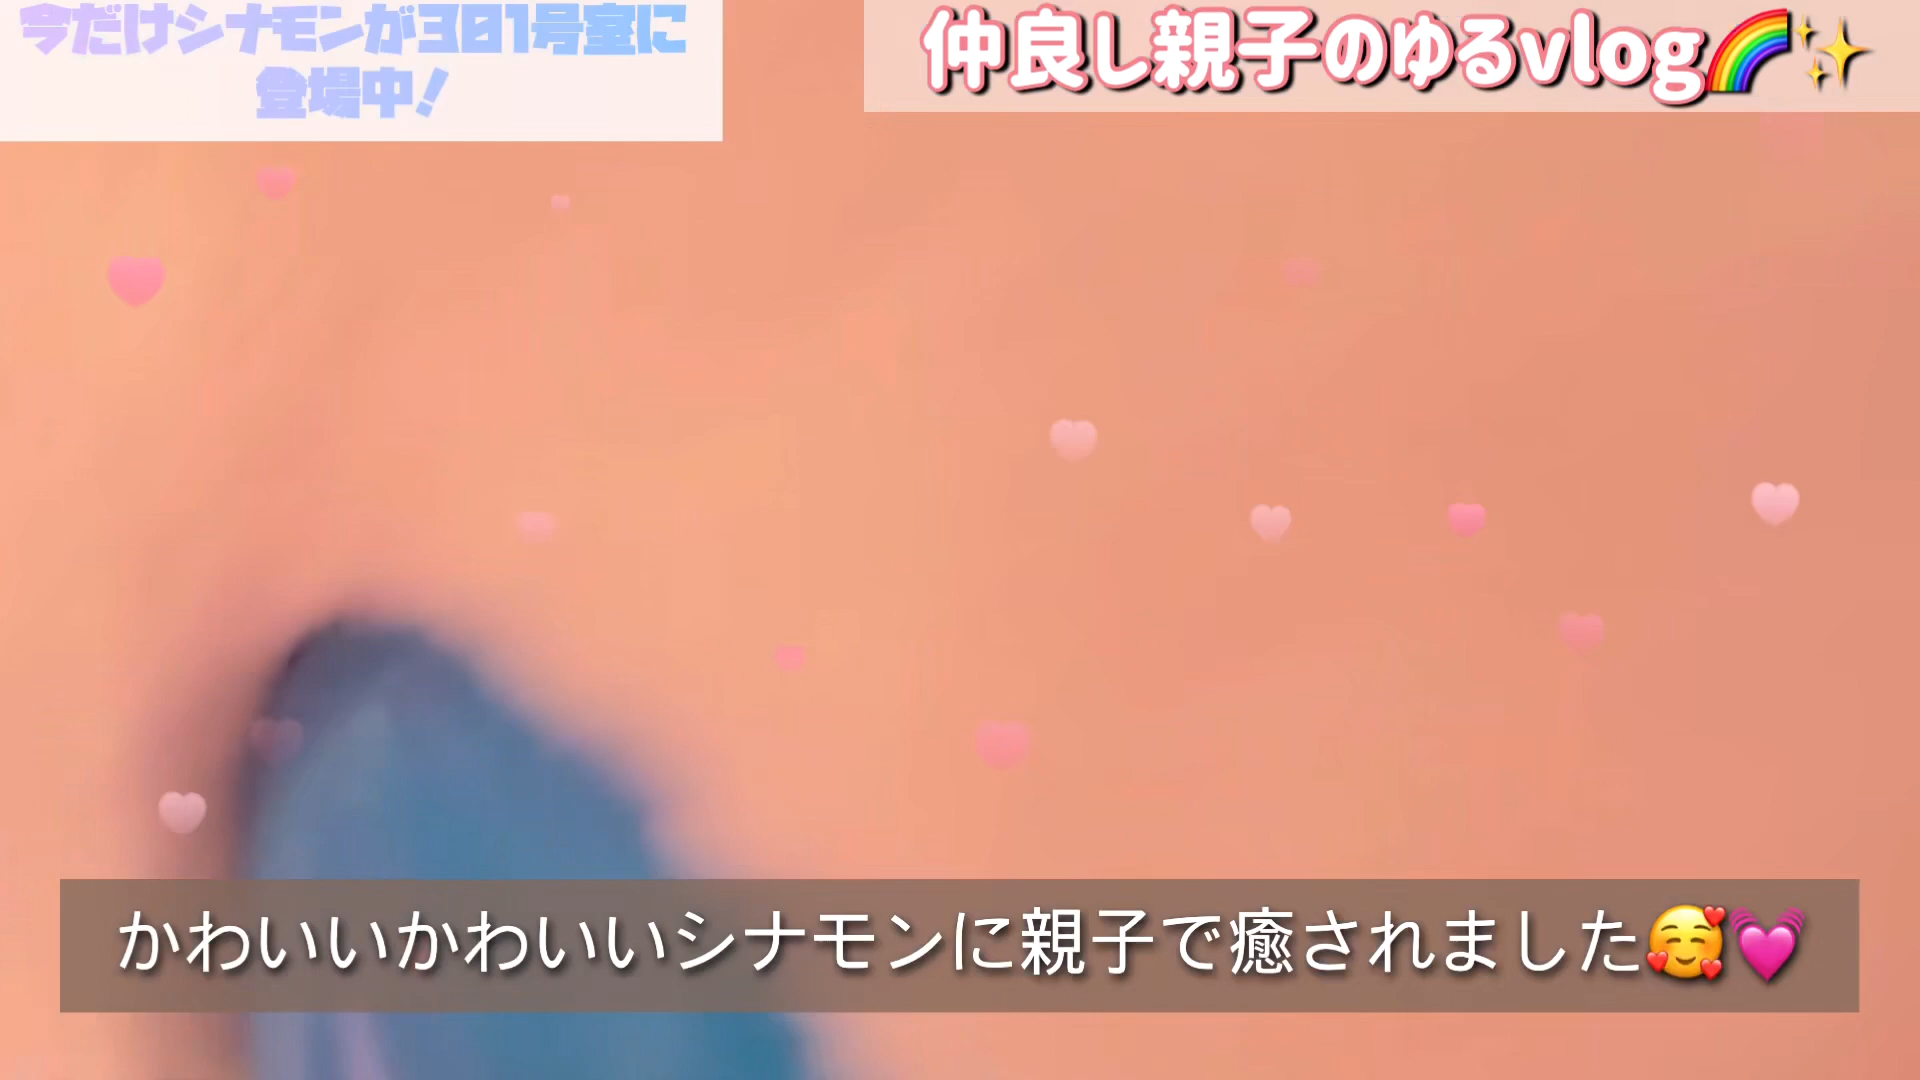 今だけシナモンが301号室に
登場中!
仲良し親子のゆるvlog🌈✨
かわいいかわいいシナモンに親子で癒されました🥰💓